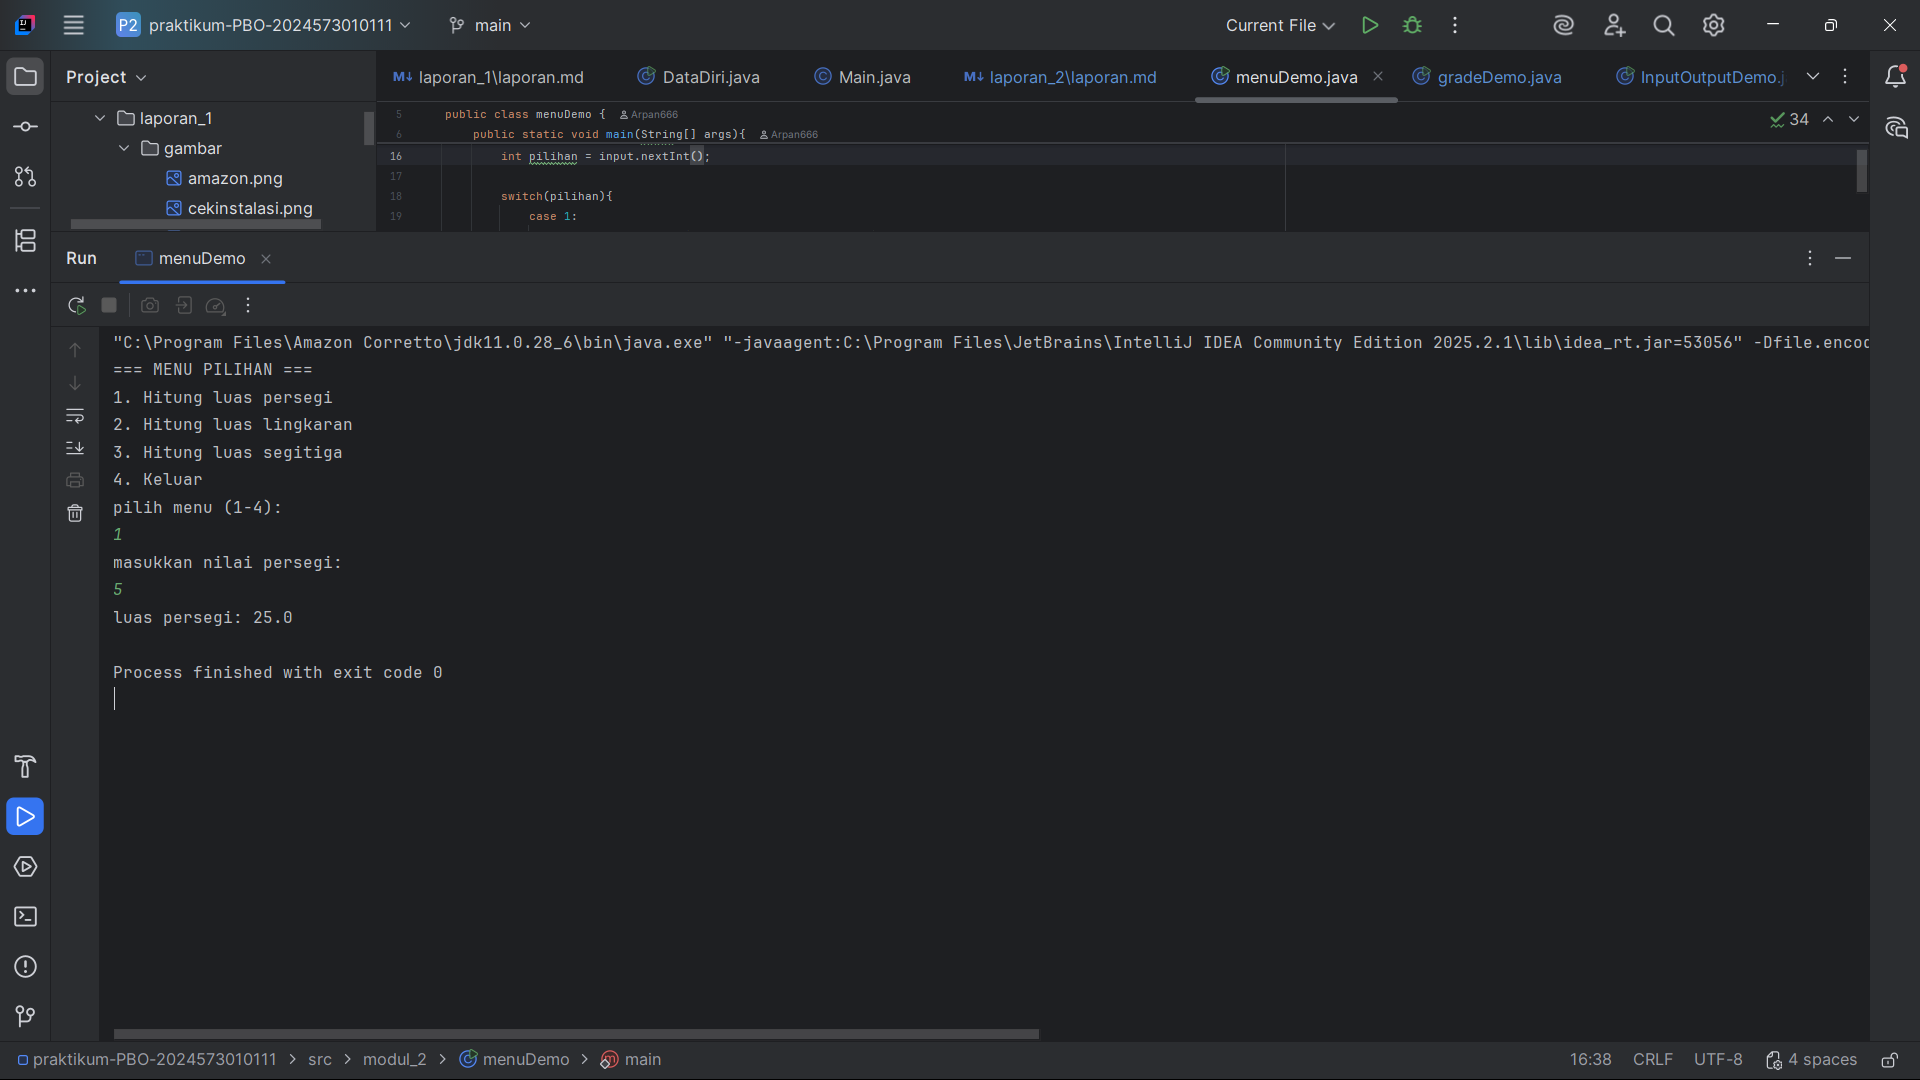 P2 praktikum-PBO-2024573010111 main Current File
Project
laporan_1\laporan.md DataDiri.java Main.java laporan_2\laporan.md menuDemo.java gradeDemo.java InputOutputDemo.j
laporan_1
gambar
amazon.png
cekinstalasi.png
5 public class menuDemo { Arpan666
6 public static void main(String[] args){ Arpan666
34
16 int pilihan = input.nextInt();
17
18 switch(pilihan){
19 case 1:
Run menuDemo
"C:\Program Files\Amazon Corretto\jdk11.0.28_6\bin\java.exe" "-javaagent:C:\Program Files\JetBrains\IntelliJ IDEA Community Edition 2025.2.1\lib\idea_rt.jar=53056" -Dfile.encod
=== MENU PILIHAN ===
1. Hitung luas persegi
2. Hitung luas lingkaran
3. Hitung luas segitiga
4. Keluar
pilih menu (1-4):
1
masukkan nilai persegi:
5
luas persegi: 25.0
Process finished with exit code 0
praktikum-PBO-2024573010111 > src > modul_2 > menuDemo > main
16:38 CRLF UTF-8 4 spaces